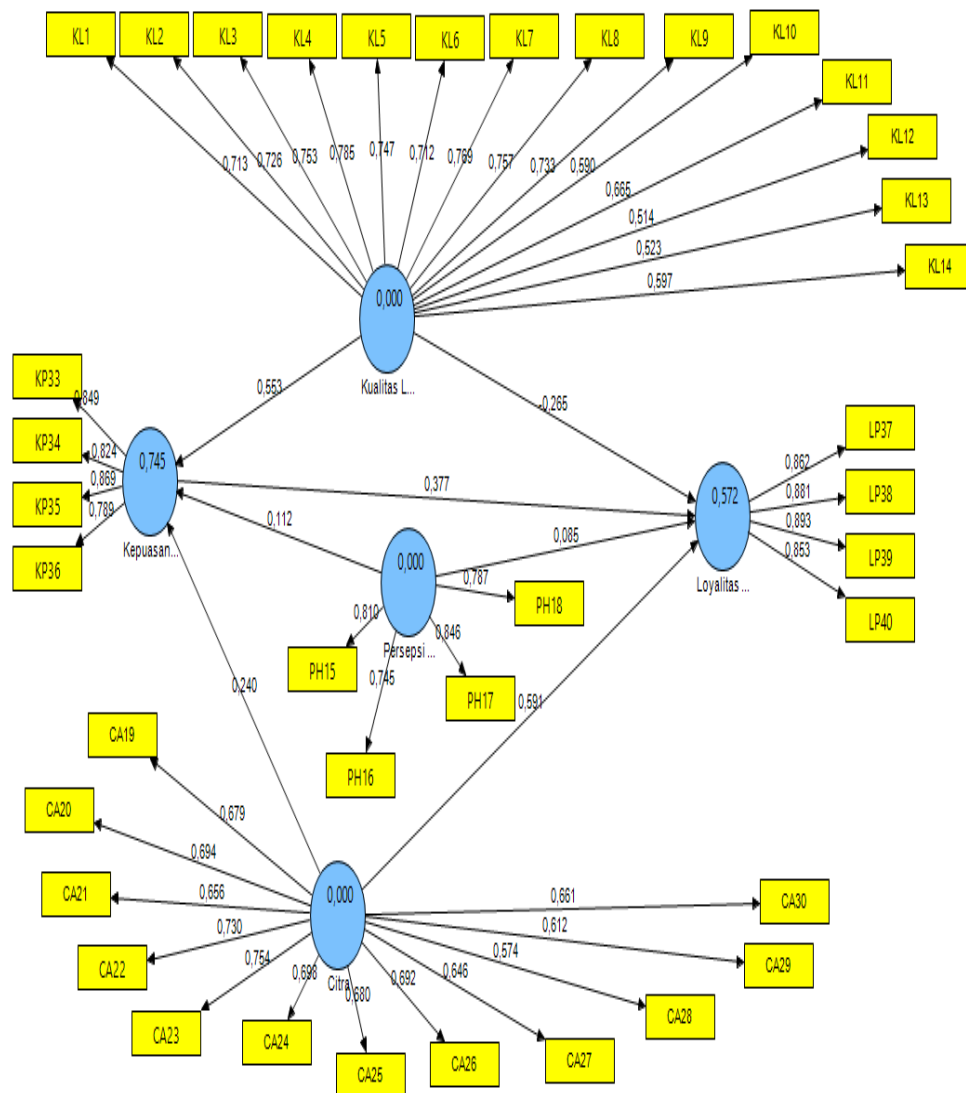 KL1
KL2
KL3
KL4
KL5
KL6
KL7
KL8
KL9
KL10
KL11
KL12
KL13
KL14
0,713
0,726
0,753
0,785
0,747
0,712
0,769
0,757
0,733
0,590
0,665
0,514
0,523
0,597
0,000
Kualitas L...
KP33
KP34
KP35
KP36
0,849
0,824
0,869
0,789
0,745
Kepuasan...
0,553
-0,265
0,377
0,112
0,085
0,572
Loyalitas ...
LP37
LP38
LP39
LP40
0,862
0,881
0,893
0,853
0,000
Persepsi ...
0,810
0,745
0,846
0,787
PH15
PH16
PH17
PH18
0,240
0,591
CA19
CA20
CA21
CA22
CA23
CA24
CA25
CA26
CA27
CA28
CA29
CA30
0,679
0,694
0,656
0,730
0,754
0,698
0,680
0,692
0,646
0,574
0,612
0,661
0,000
Citra